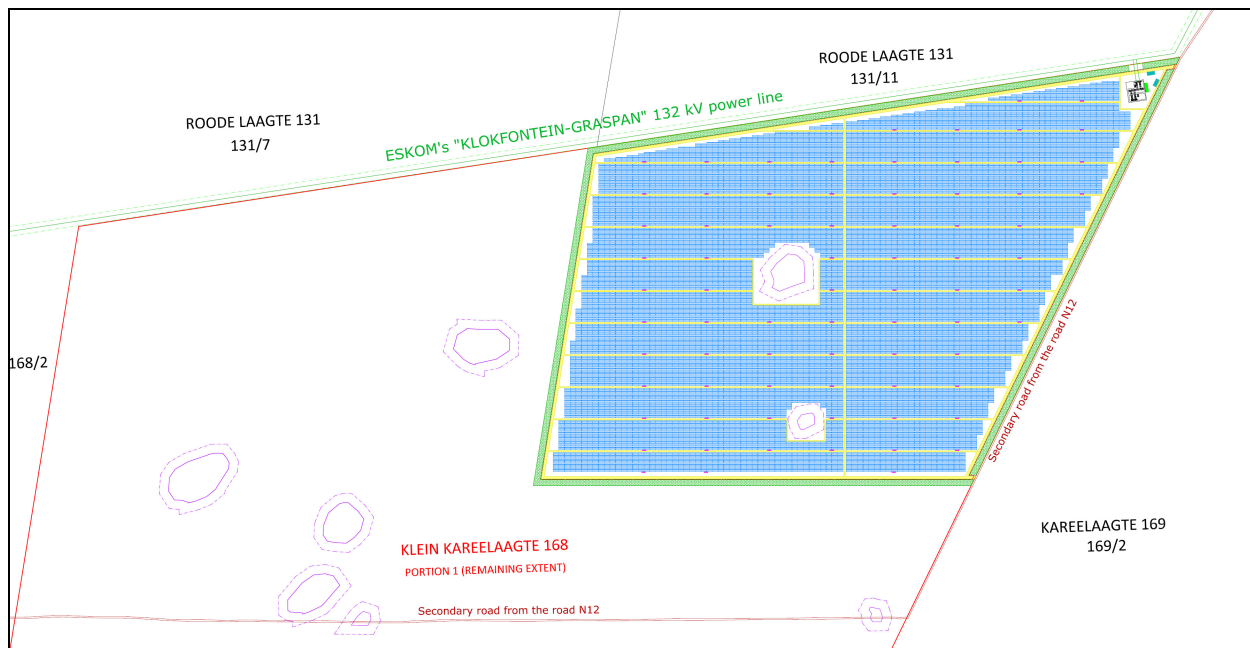 ROODE LAAGTE 131
131/11
ROODE LAAGTE 131
131/7
ESKOM's "KLOKFONTEIN-GRASPAN" 132 kV power line
168/2
Secondary road from the road N12
KLEIN KAREELAAGTE 168
PORTION 1 (REMAINING EXTENT)
KAREELAAGTE 169
169/2
Secondary road from the road N12